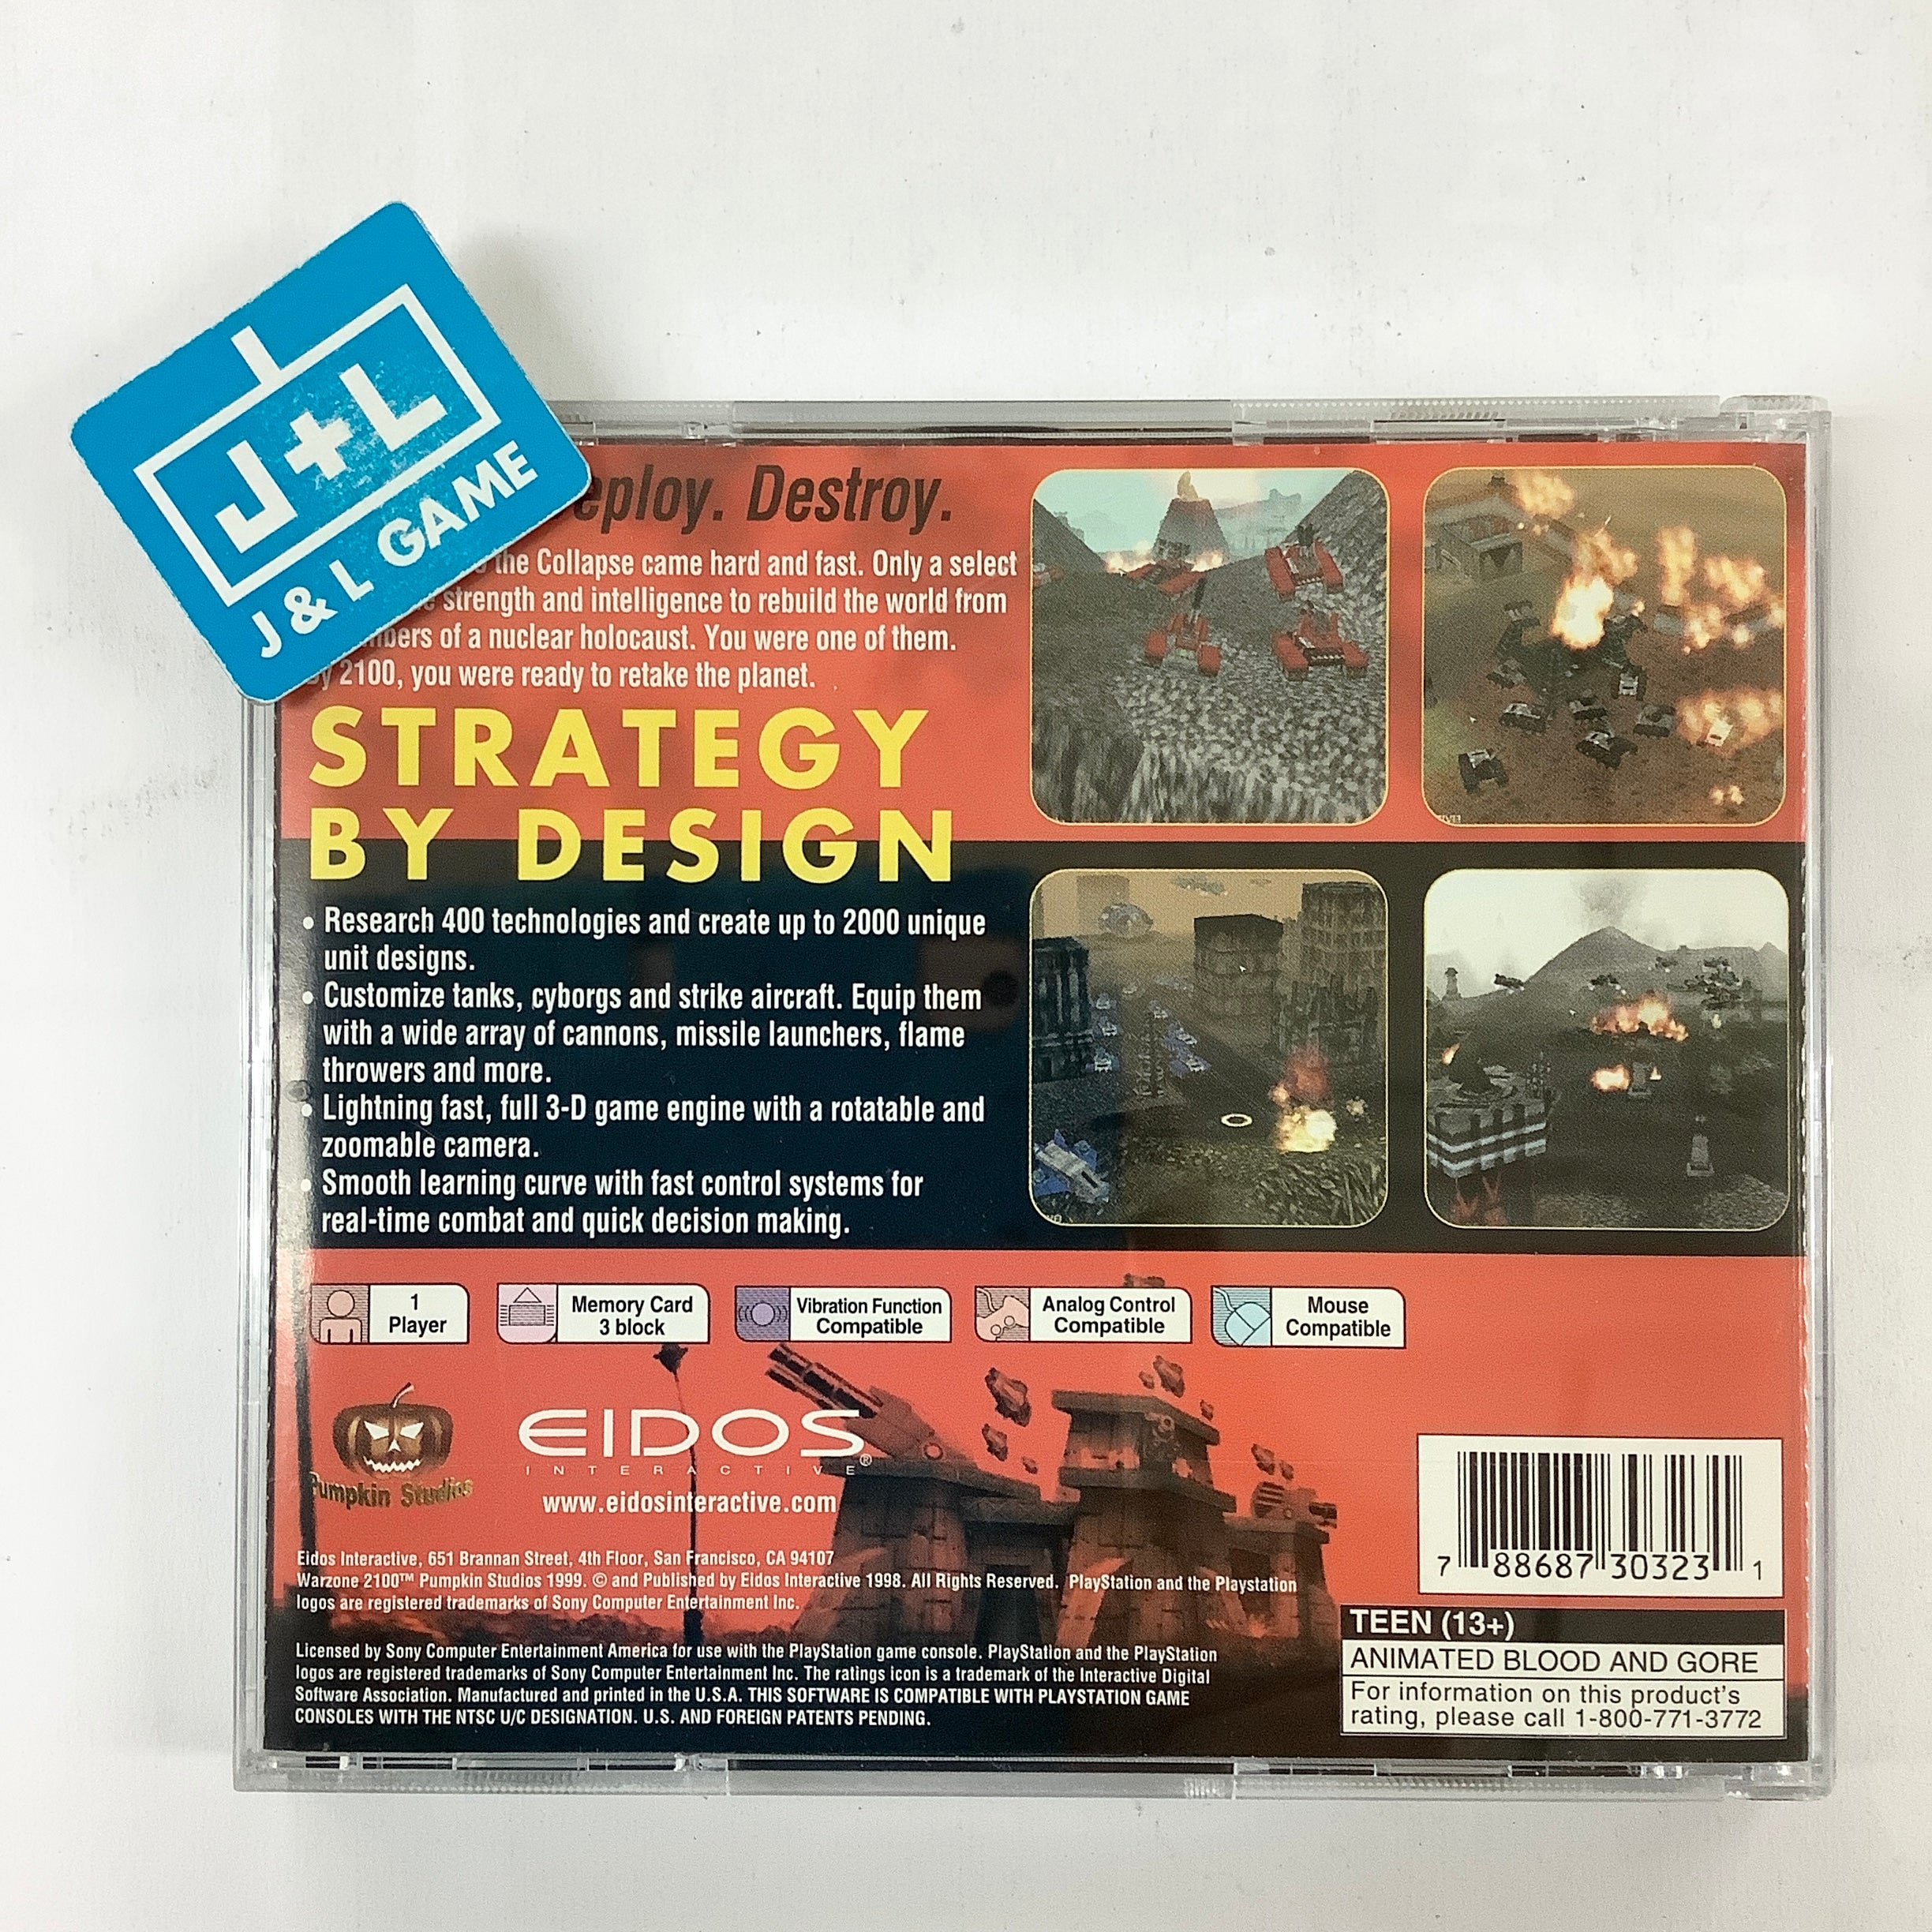 J+L
J & L GAME
Destroy.
the Collapse came hard and fast. Only a select
strength and intelligence to rebuild the world from
of a nuclear holocaust. You were one of them.
2100, you were ready to retake the planet.
STRATEGY
BY DESIGN
• Research 400 technologies and create up to 2000 unique
unit designs.
• Customize tanks, cyborgs and strike aircraft. Equip them
with a wide array of cannons, missile launchers, flame
throwers and more.
• Lightning fast, full 3-D game engine with a rotatable and
zoomable camera.
• Smooth learning curve with fast control systems for
real-time combat and quick decision making.
1
Player
Memory Card
3 block
Vibration Function
Compatible
Analog Control
Compatible
Mouse
Compatible
Pumpkin Studios
EIDOS
INTERACTIVE®
www.eidosinteractive.com
Eidos Interactive, 651 Brannan Street, 4th Floor, San Francisco, CA 94107
Warzone 2100™ Pumpkin Studios 1999. © and Published by Eidos Interactive 1998. All Rights Reserved. PlayStation and the Playstation
logos are registered trademarks of Sony Computer Entertainment Inc.
Licensed by Sony Computer Entertainment America for use with the PlayStation game console. PlayStation and the PlayStation
logos are registered trademarks of Sony Computer Entertainment Inc. The ratings icon is a trademark of the Interactive Digital
Software Association. Manufactured and printed in the U.S.A. THIS SOFTWARE IS COMPATIBLE WITH PLAYSTATION GAME
CONSOLES WITH THE NTSC U/C DESIGNATION. U.S. AND FOREIGN PATENTS PENDING.
7 88687 30323 1
TEEN (13+)
ANIMATED BLOOD AND GORE
For information on this product's
rating, please call 1-800-771-3772